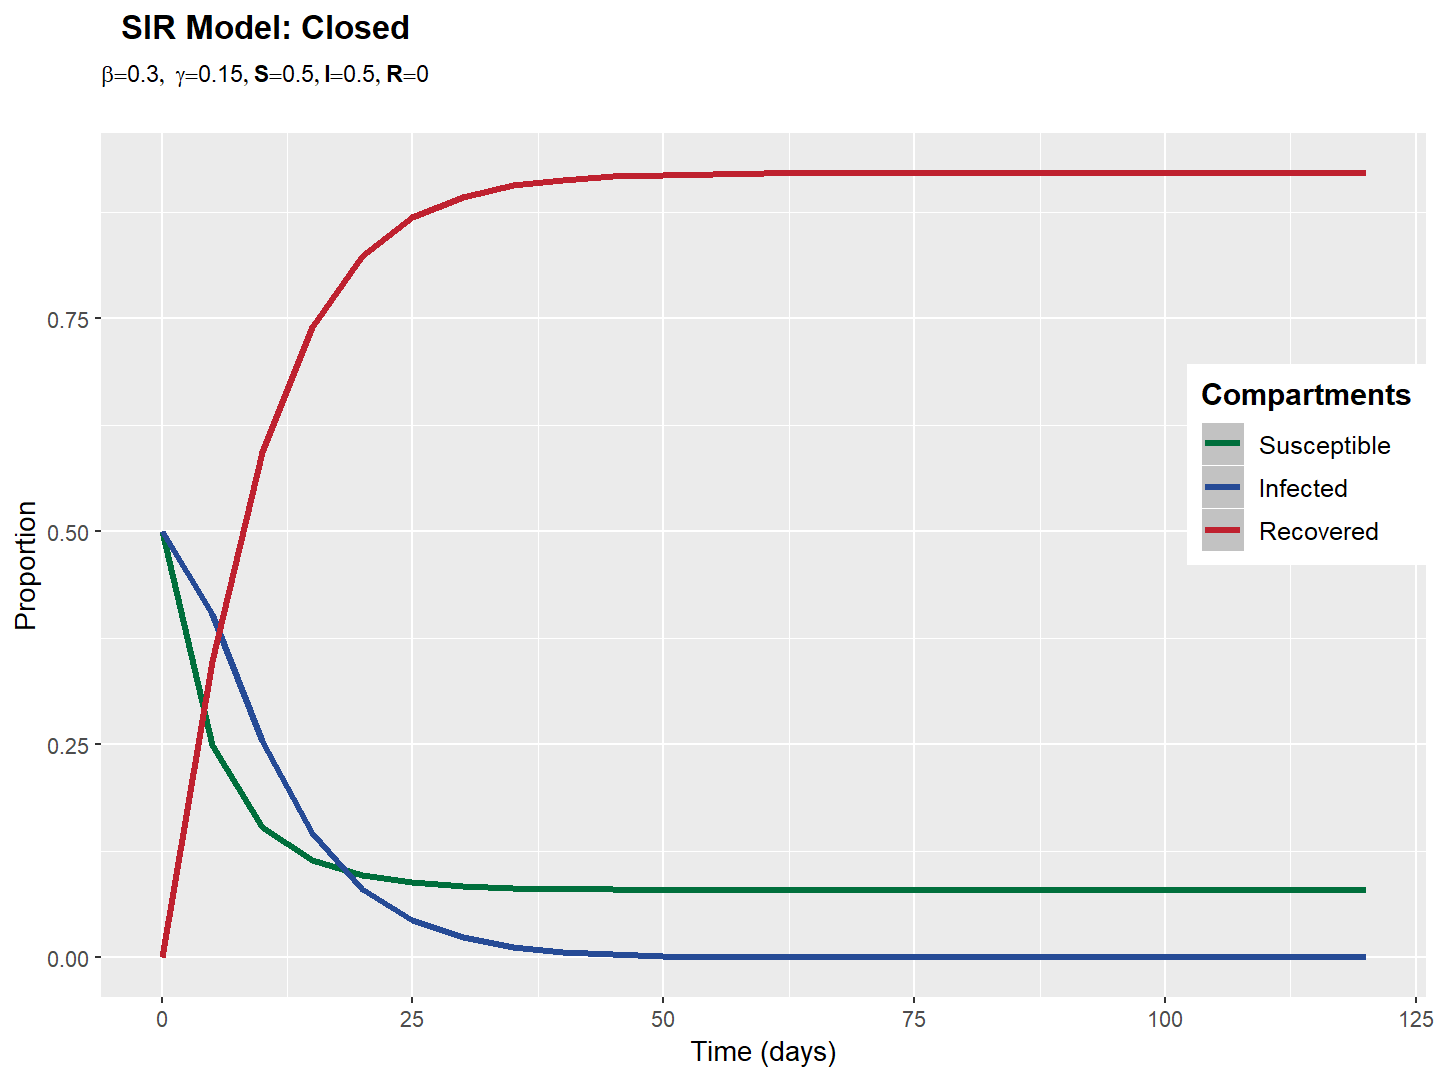 SIR Model: Closed
β=0.3, γ=0.15, S=0.5, I=0.5, R=0
0.75
0.50
0.25
0.00
Proportion
Compartments
Susceptible
Infected
Recovered
0 25 50 75 100 125
Time (days)